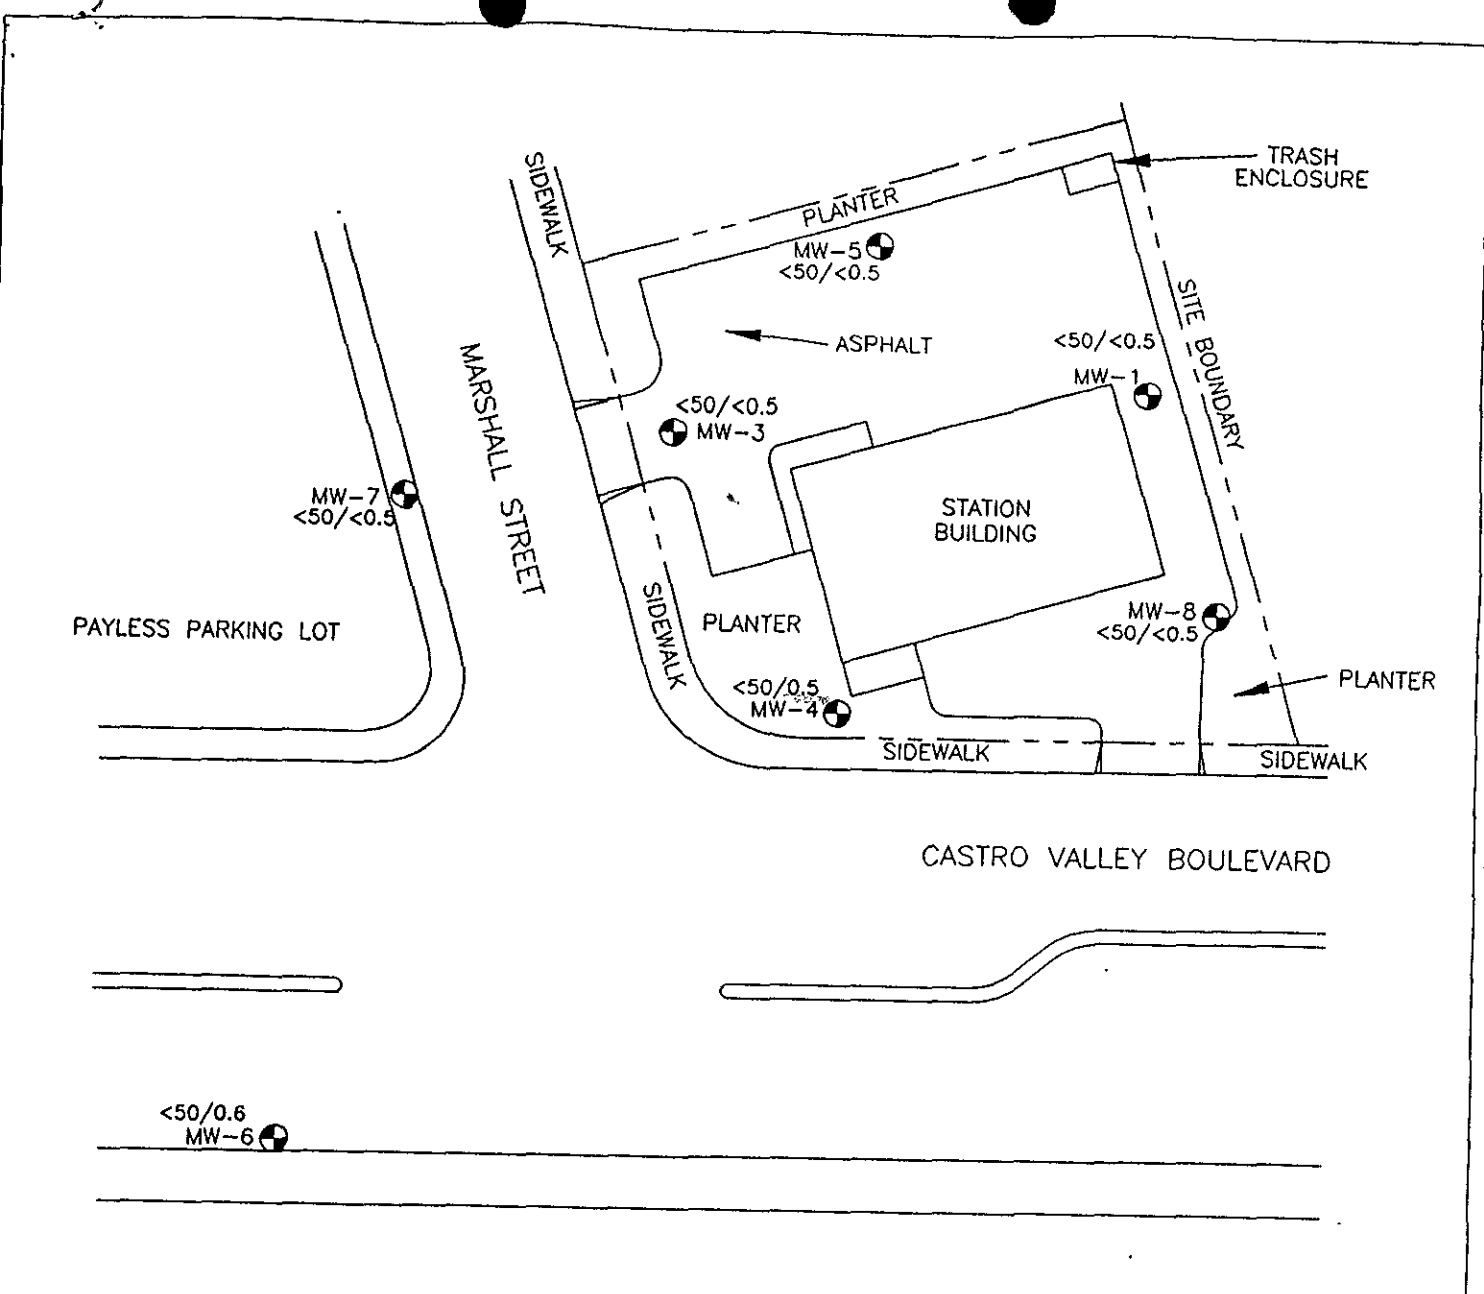 SIDEWALK
TRASH
ENCLOSURE
PLANTER
MW-5
<50/<0.5
SITE BOUNDARY
ASPHALT
<50/<0.5
MW-1
MARSHALL STREET
<50/<0.5
MW-3
MW-7
<50/<0.5
STATION
BUILDING
SIDEWALK
PLANTER
PAYLESS PARKING LOT
MW-8
<50/<0.5
<50/0.5
MW-4
PLANTER
SIDEWALK
SIDEWALK
CASTRO VALLEY BOULEVARD
<50/0.6
MW-6